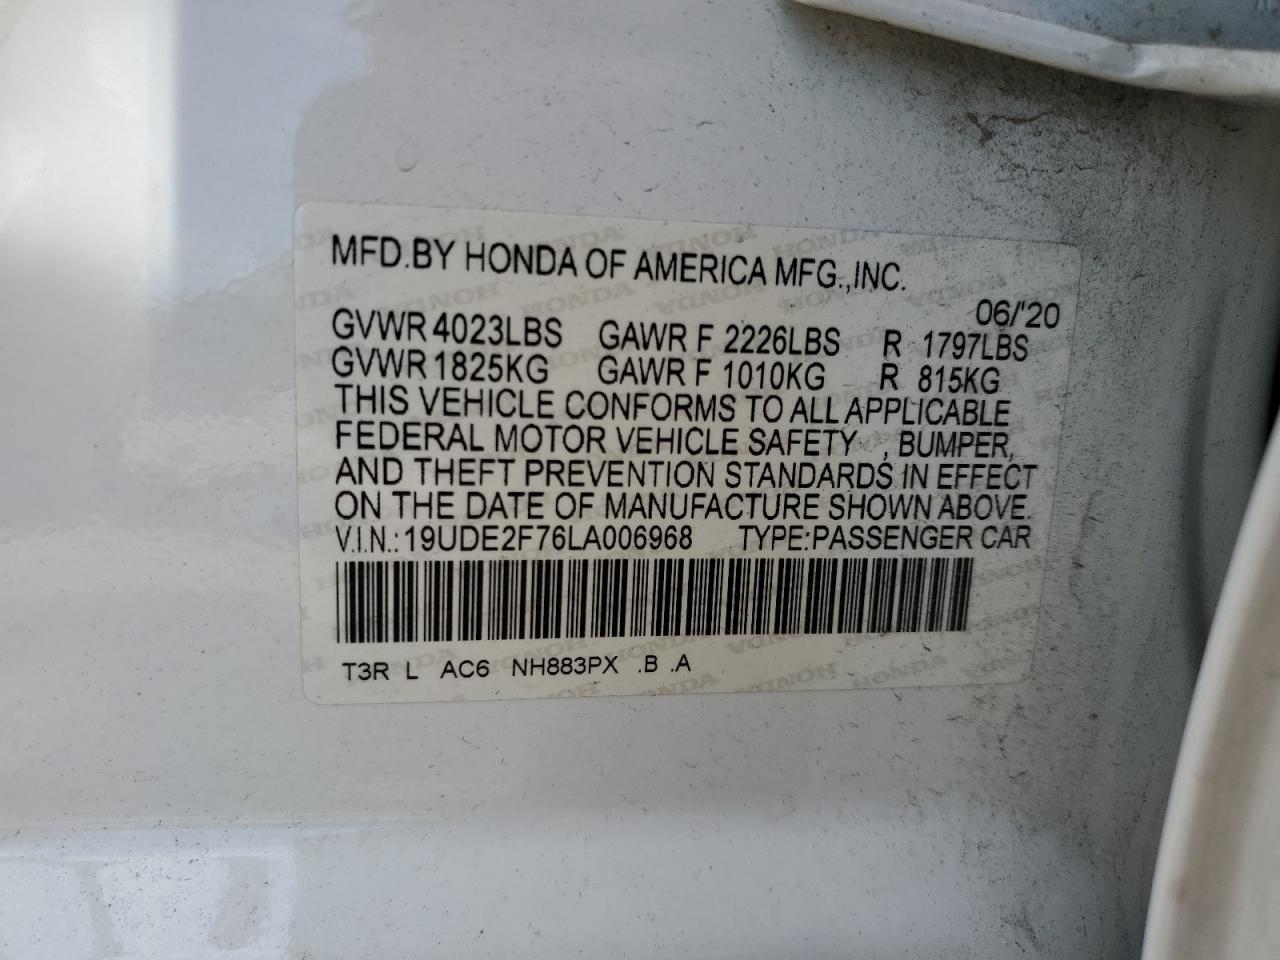 MFD.BY HONDA OF AMERICA MFG.,INC.
06/'20
GVWR 4023LBS GAWR F 2226LBS R 1797LBS
GVWR 1825KG GAWR F 1010KG R 815KG
THIS VEHICLE CONFORMS TO ALL APPLICABLE
FEDERAL MOTOR VEHICLE SAFETY , BUMPER,
AND THEFT PREVENTION STANDARDS IN EFFECT
ON THE DATE OF MANUFACTURE SHOWN ABOVE.
V.I.N.:19UDE2F76LA006968 TYPE:PASSENGER CAR
T3R L AC6 NH883PX .B .A